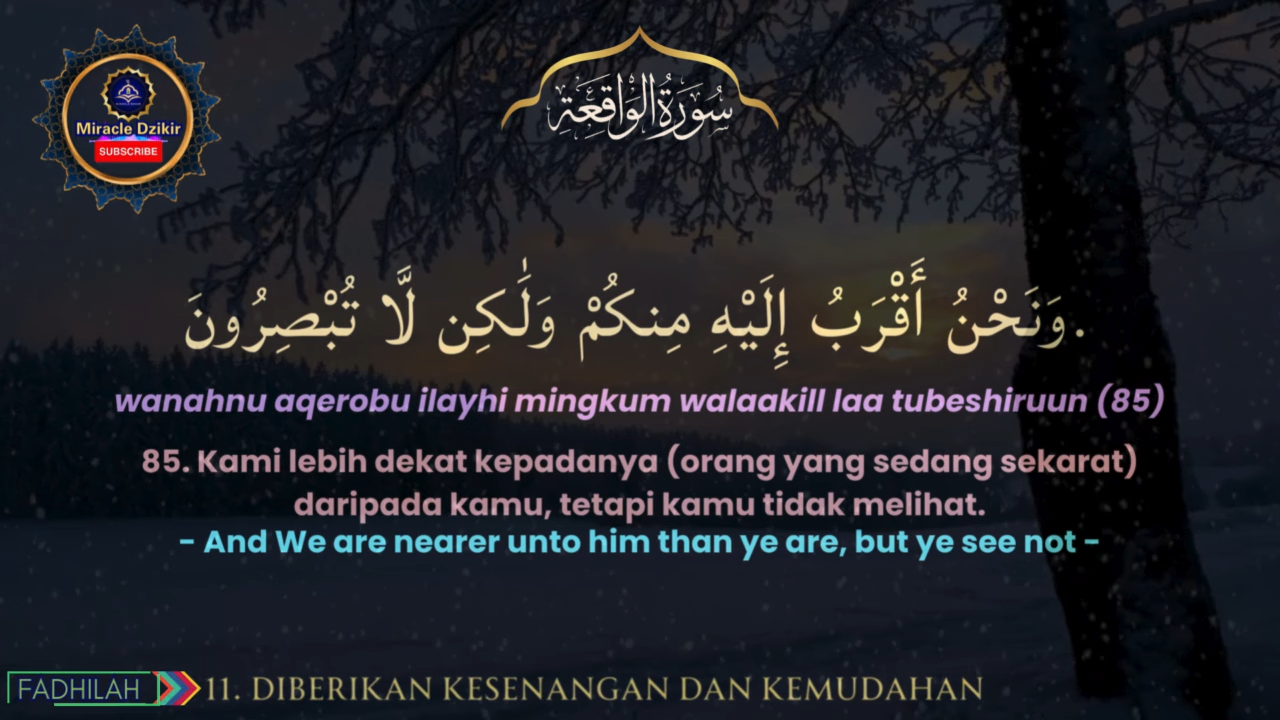 Miracle Dzikir
SUBSCRIBE
سُورَةُ الْوَاقِعَةِ
وَنَحْنُ أَقْرَبُ إِلَيْهِ مِنكُمْ وَلَٰكِن لَّا تُبْصِرُونَ.
wanahnu aqerobu ilayhi mingkum walaakill laa tubeshiruun (85)
85. Kami lebih dekat kepadanya (orang yang sedang sekarat)
daripada kamu, tetapi kamu tidak melihat.
- And We are nearer unto him than ye are, but ye see not -
FADHILAH 11. DIBERIKAN KESENANGAN DAN KEMUDAHAN